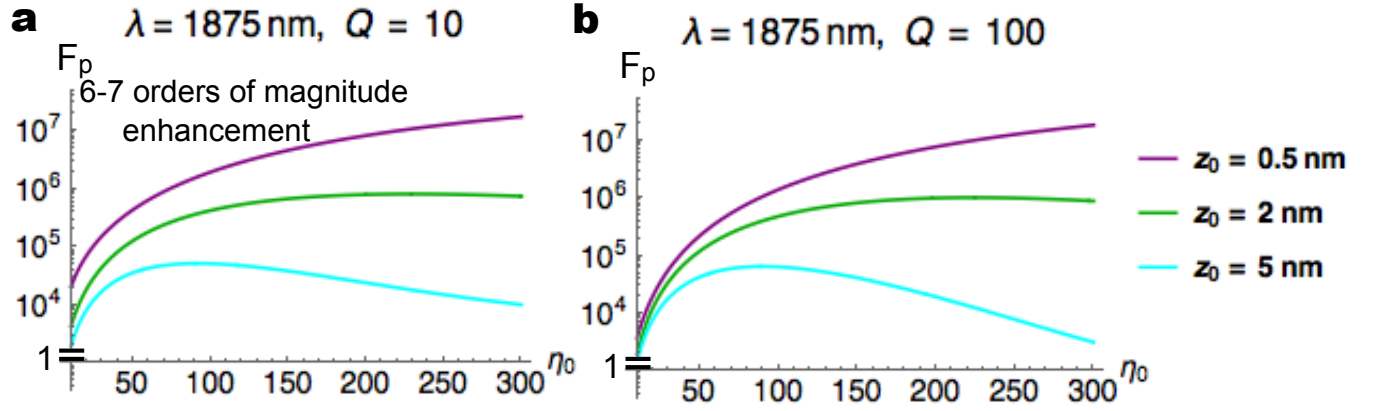 a
λ = 1875 nm, Q = 10
Fp
6-7 orders of magnitude
enhancement
10⁷
10⁶
10⁵
10⁴
1
50 100 150 200 250 300 η₀
b
λ = 1875 nm, Q = 100
Fp
10⁷
10⁶
10⁵
10⁴
1
50 100 150 200 250 300 η₀
z₀ = 0.5 nm
z₀ = 2 nm
z₀ = 5 nm